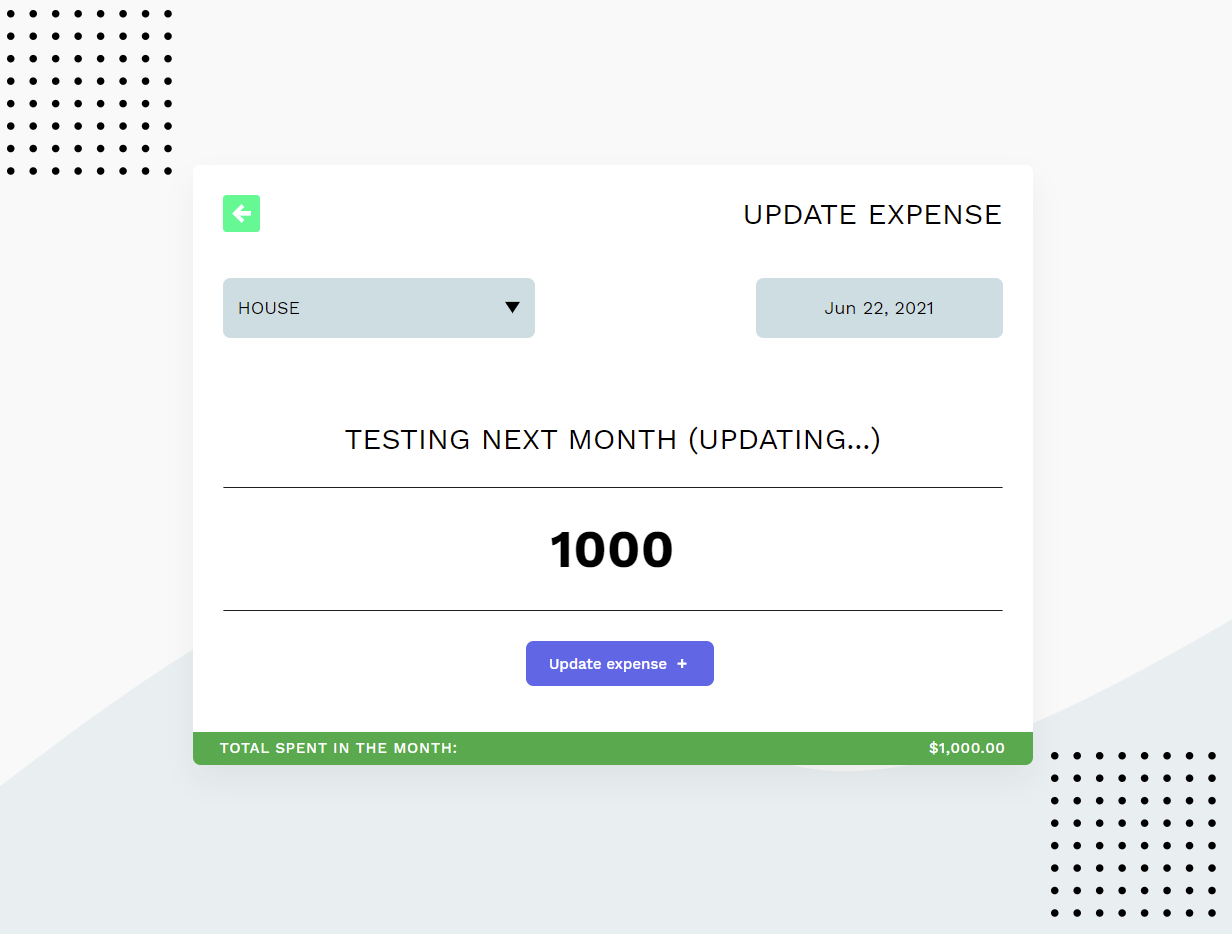 UPDATE EXPENSE
HOUSE
Jun 22, 2021
TESTING NEXT MONTH (UPDATING...)
1000
Update expense +
TOTAL SPENT IN THE MONTH: $1,000.00